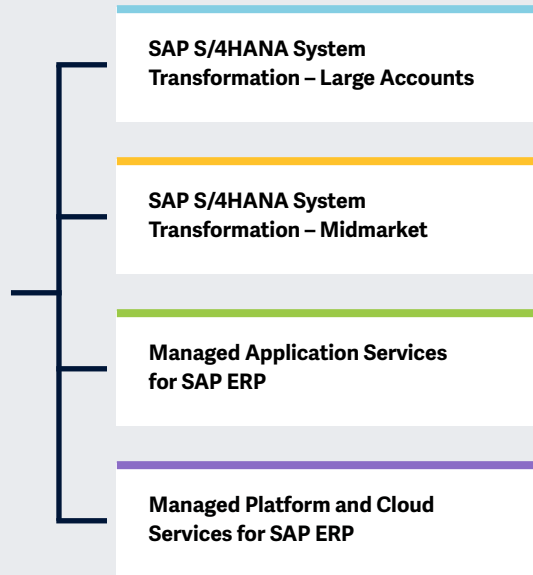 SAP S/4HANA System
Transformation – Large Accounts
SAP S/4HANA System
Transformation – Midmarket
Managed Application Services
for SAP ERP
Managed Platform and Cloud
Services for SAP ERP